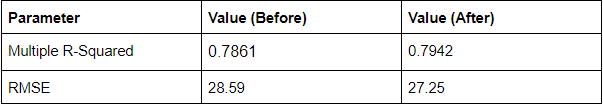 Parameter Value (Before) Value (After)
Multiple R-Squared 0.7861 0.7942
RMSE 28.59 27.25